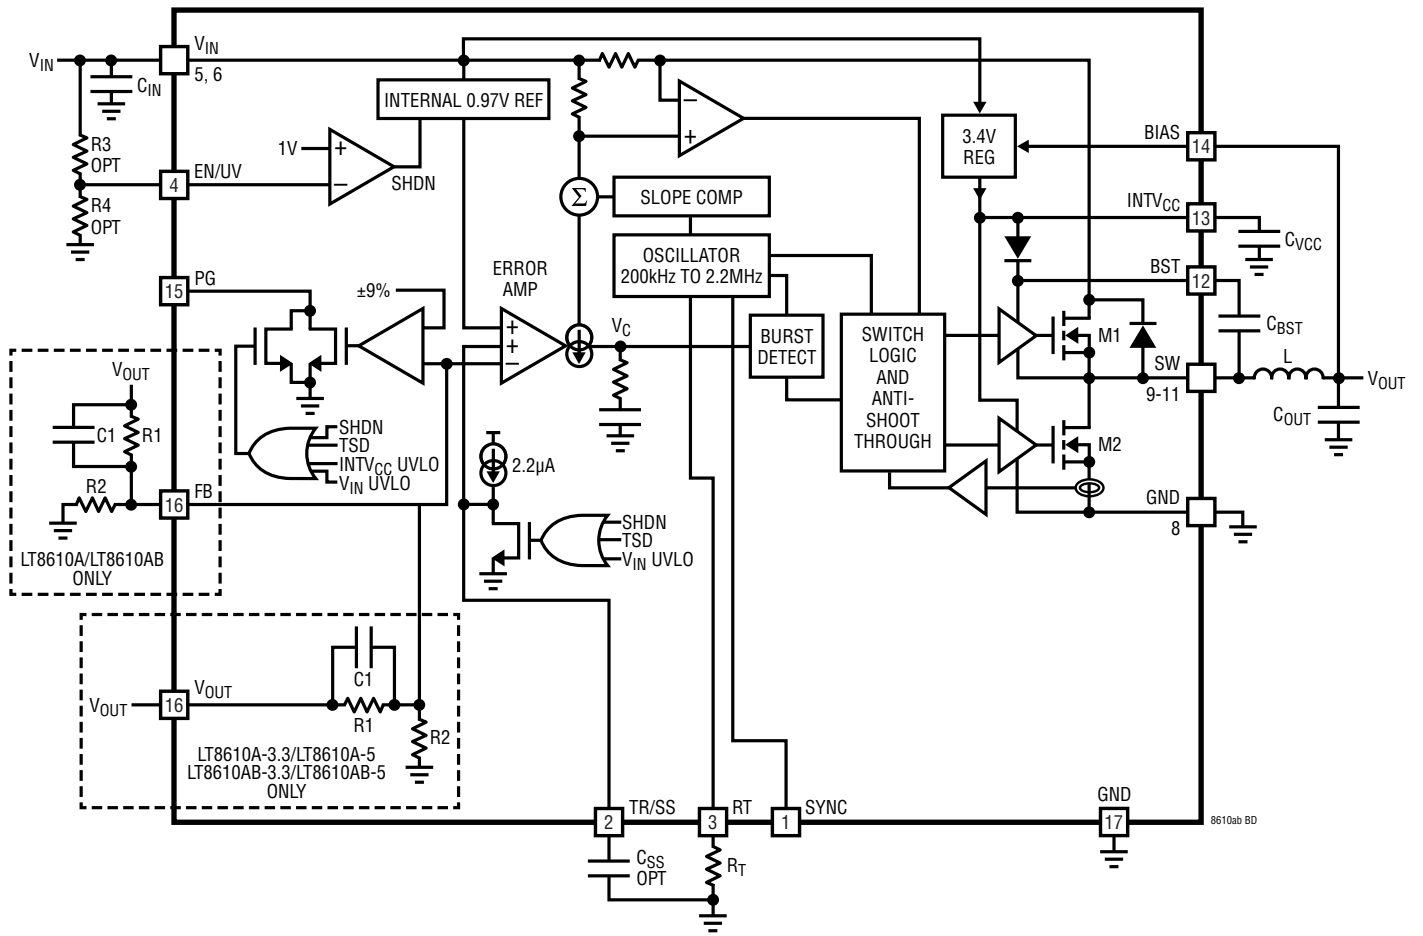 VIN
VIN
5, 6
CIN
INTERNAL 0.97V REF
R3
OPT
1V
+
–
SHDN
4
EN/UV
R4
OPT
–
+
3.4V
REG
BIAS
14
INTVCC
13
CVCC
Σ
SLOPE COMP
OSCILLATOR
200kHz TO 2.2MHz
BST
12
CBST
PG
15
±9%
ERROR
AMP
+
+
–
VC
BURST
DETECT
SWITCH
LOGIC
AND
ANTI-
SHOOT
THROUGH
M1
SW
9-11
L
VOUT
COUT
M2
GND
8
VOUT
C1
R1
R2
FB
16
LT8610A/LT8610AB
ONLY
SHDN
TSD
INTVCC UVLO
VIN UVLO
2.2µA
SHDN
TSD
VIN UVLO
VOUT
16
VOUT
C1
R1
R2
LT8610A-3.3/LT8610A-5
LT8610AB-3.3/LT8610AB-5
ONLY
TR/SS
2
RT
3
SYNC
1
GND
17
8610ab BD
CSS
OPT
RT